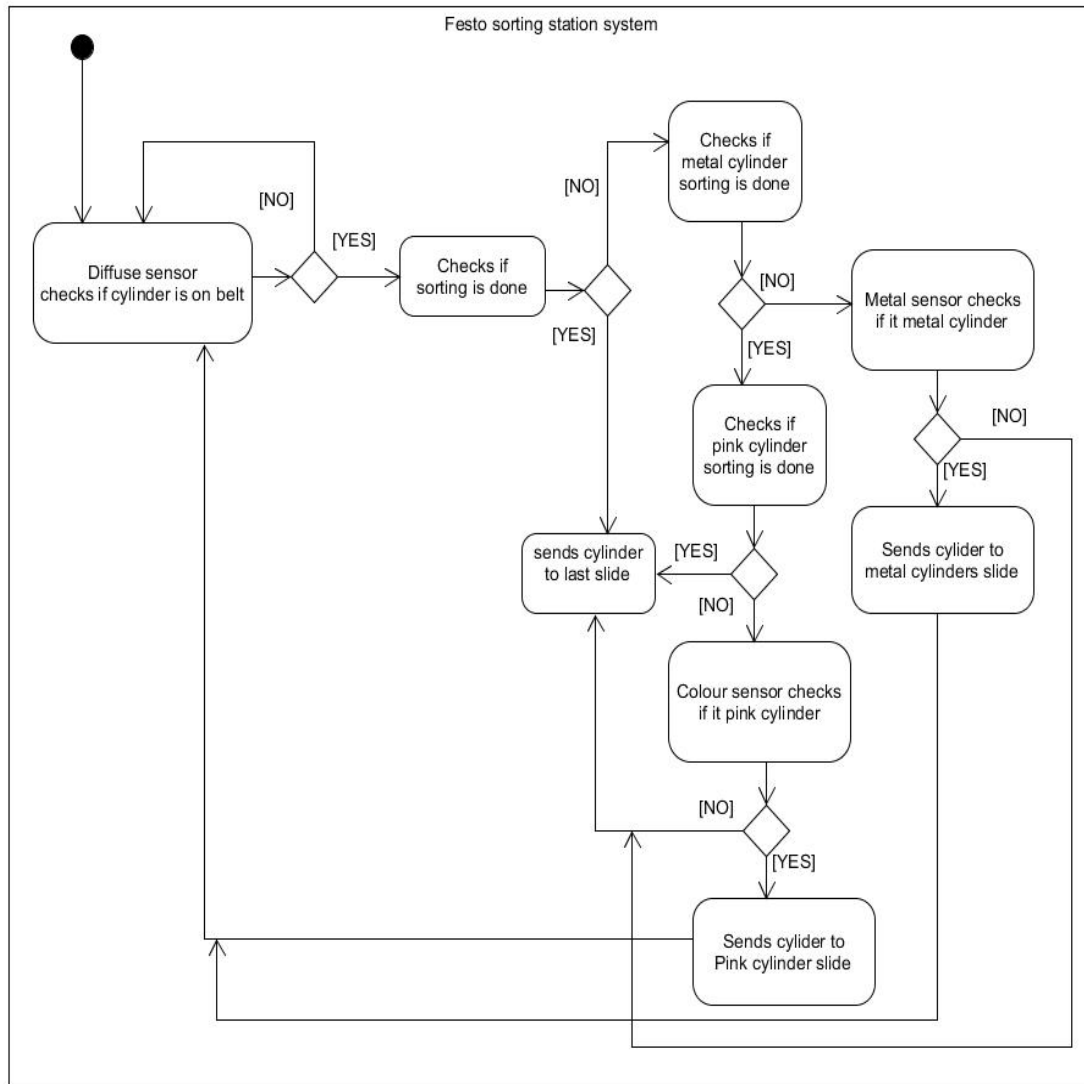 Festo sorting station system
Checks if
metal cylinder
sorting is done
[NO]
[NO]
[YES]
Diffuse sensor
checks if cylinder is on belt
Checks if
sorting is done
[YES]
[NO]
Metal sensor checks
if it metal cylinder
[YES]
Checks if
pink cylinder
sorting is done
[NO]
[YES]
sends cylinder
to last slide
[YES]
[NO]
Sends cylider to
metal cylinders slide
Colour sensor checks
if it pink cylinder
[NO]
[YES]
Sends cylider to
Pink cylinder slide